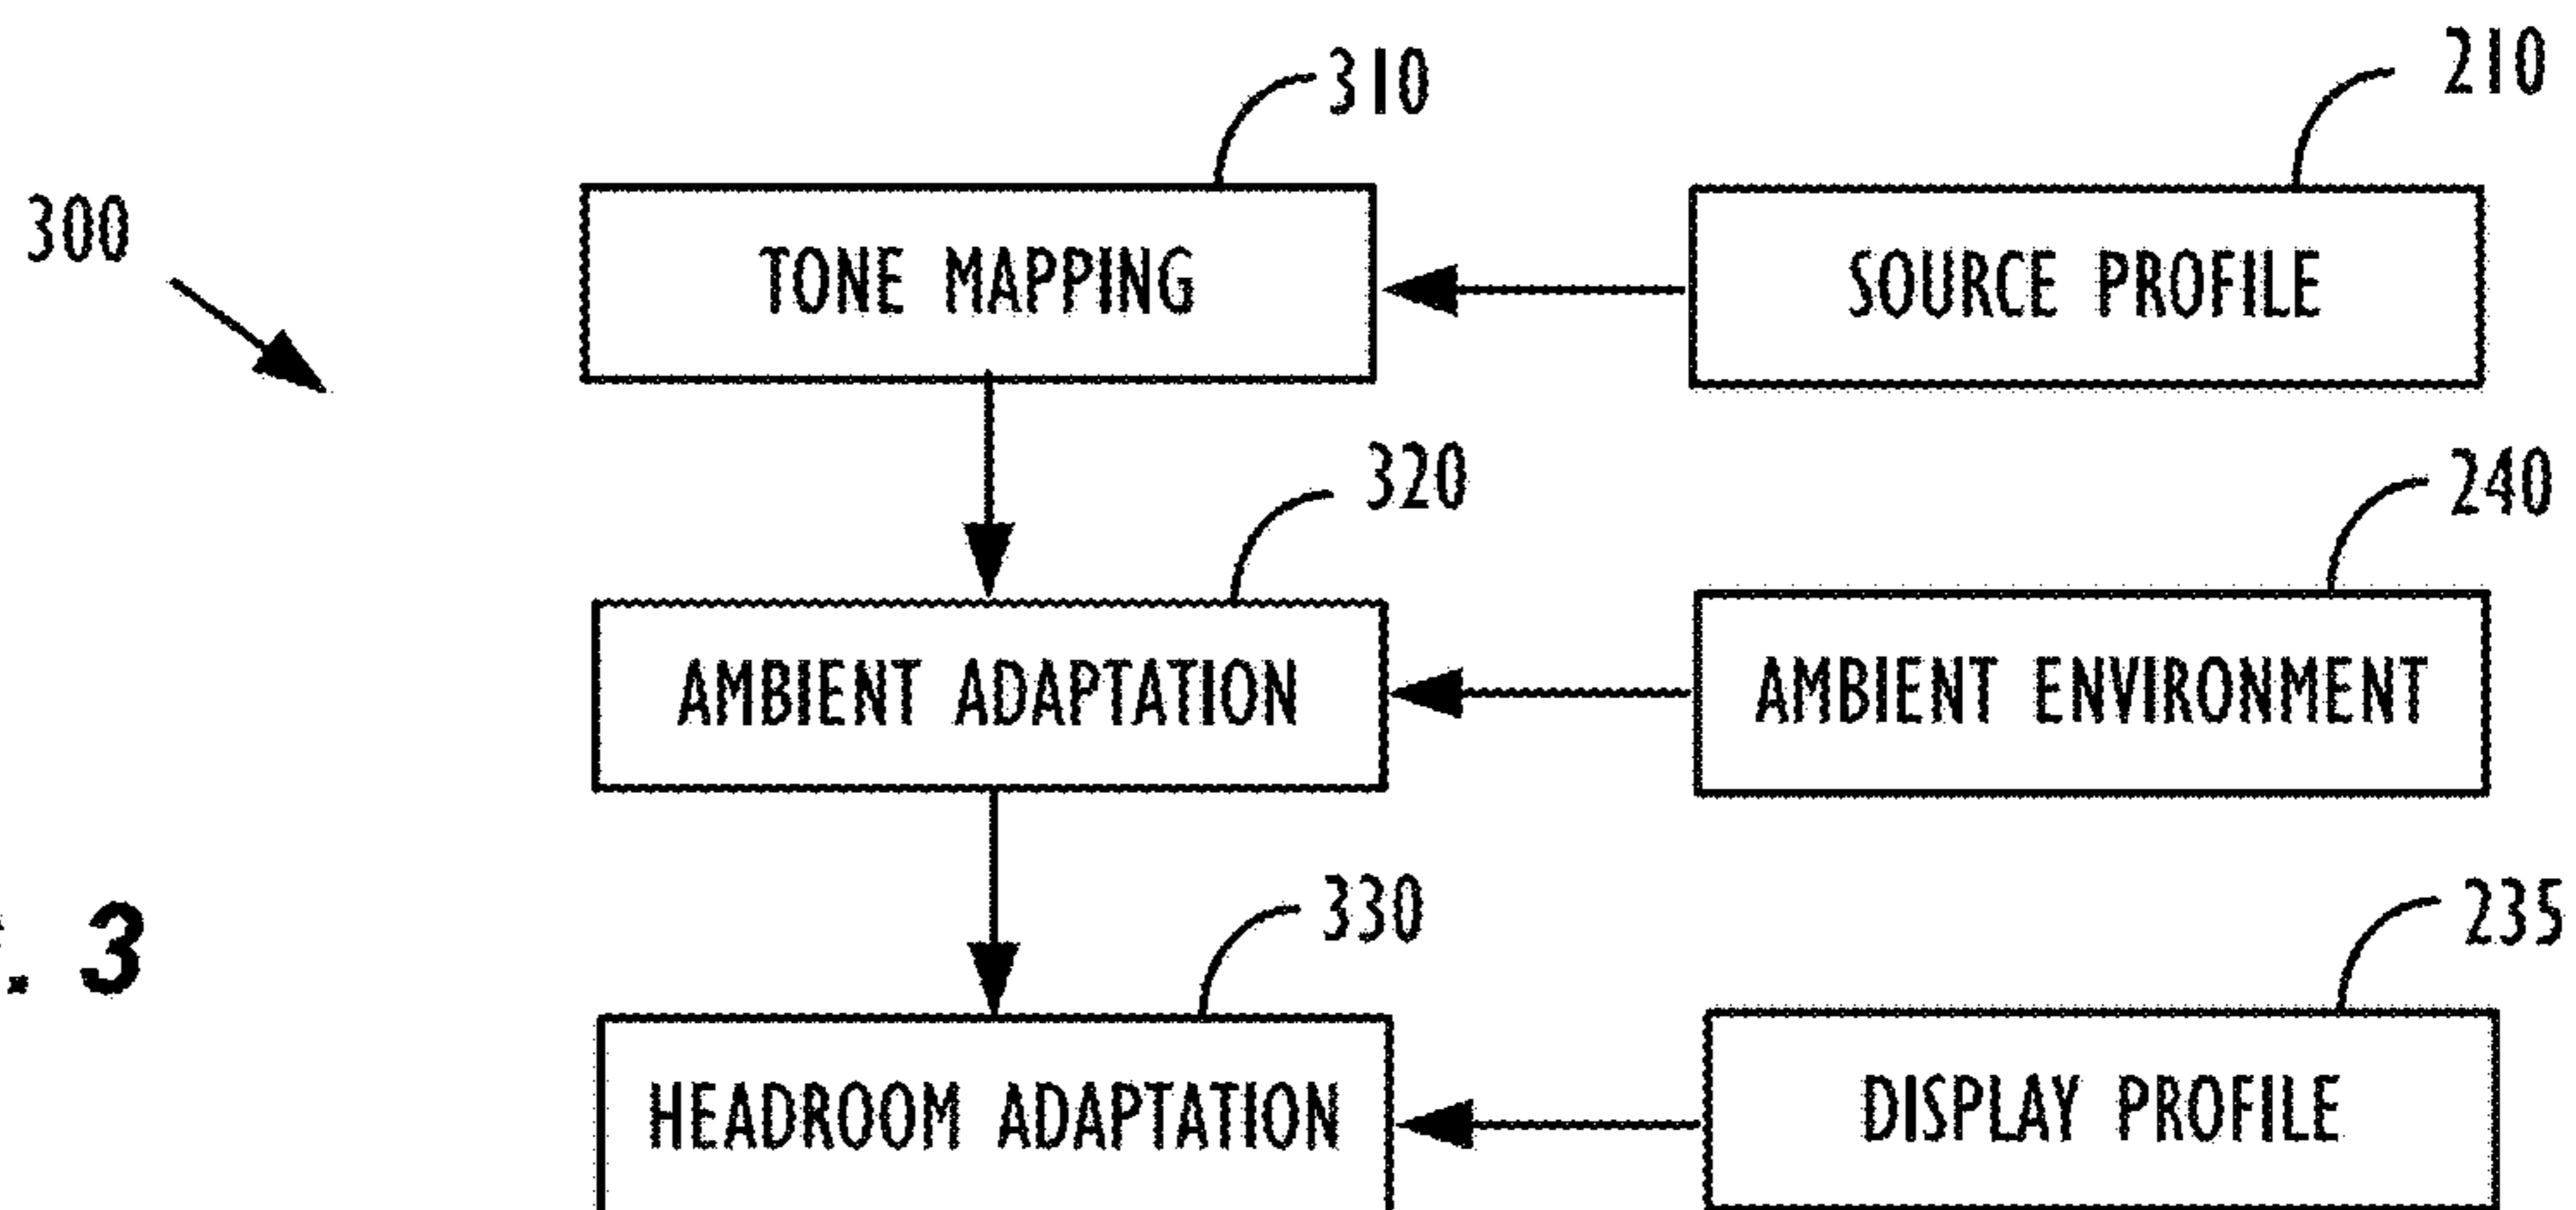 310
210
300
TONE MAPPING
SOURCE PROFILE
320
240
AMBIENT ADAPTATION
AMBIENT ENVIRONMENT
330
235
. 3
HEADROOM ADAPTATION
DISPLAY PROFILE